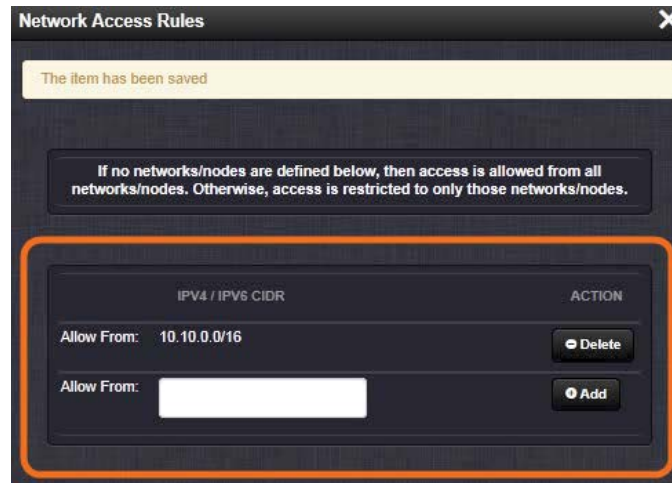 Network Access Rules
The item has been saved
If no networks/nodes are defined below, then access is allowed from all
networks/nodes. Otherwise, access is restricted to only those networks/nodes.
IPV4 / IPV6 CIDR ACTION
Allow From: 10.10.0.0/16 Delete
Allow From: Add